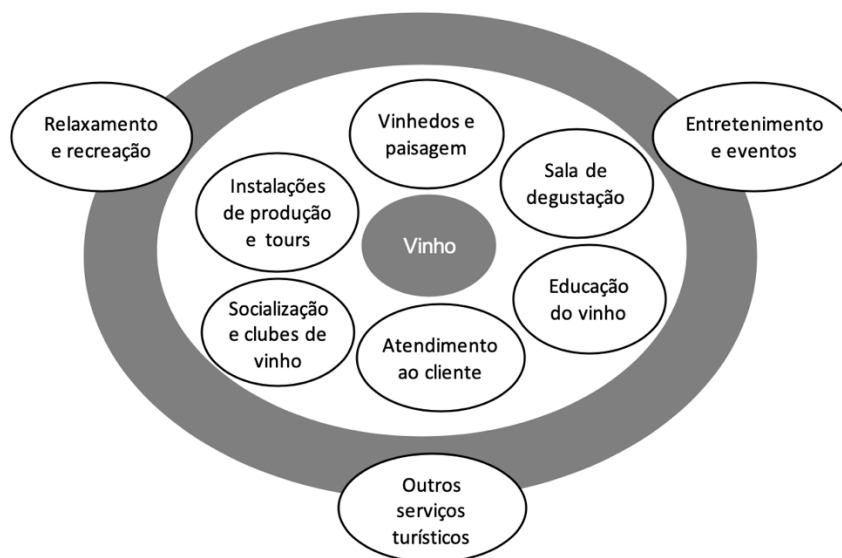 Relaxamento
e recreação
Vinhedos e
paisagem
Entretenimento
e eventos
Sala de
degustação
Instalações
de produção
e tours
Vinho
Educação
do vinho
Socialização
e clubes de
vinho
Atendimento
ao cliente
Outros
serviços
turísticos